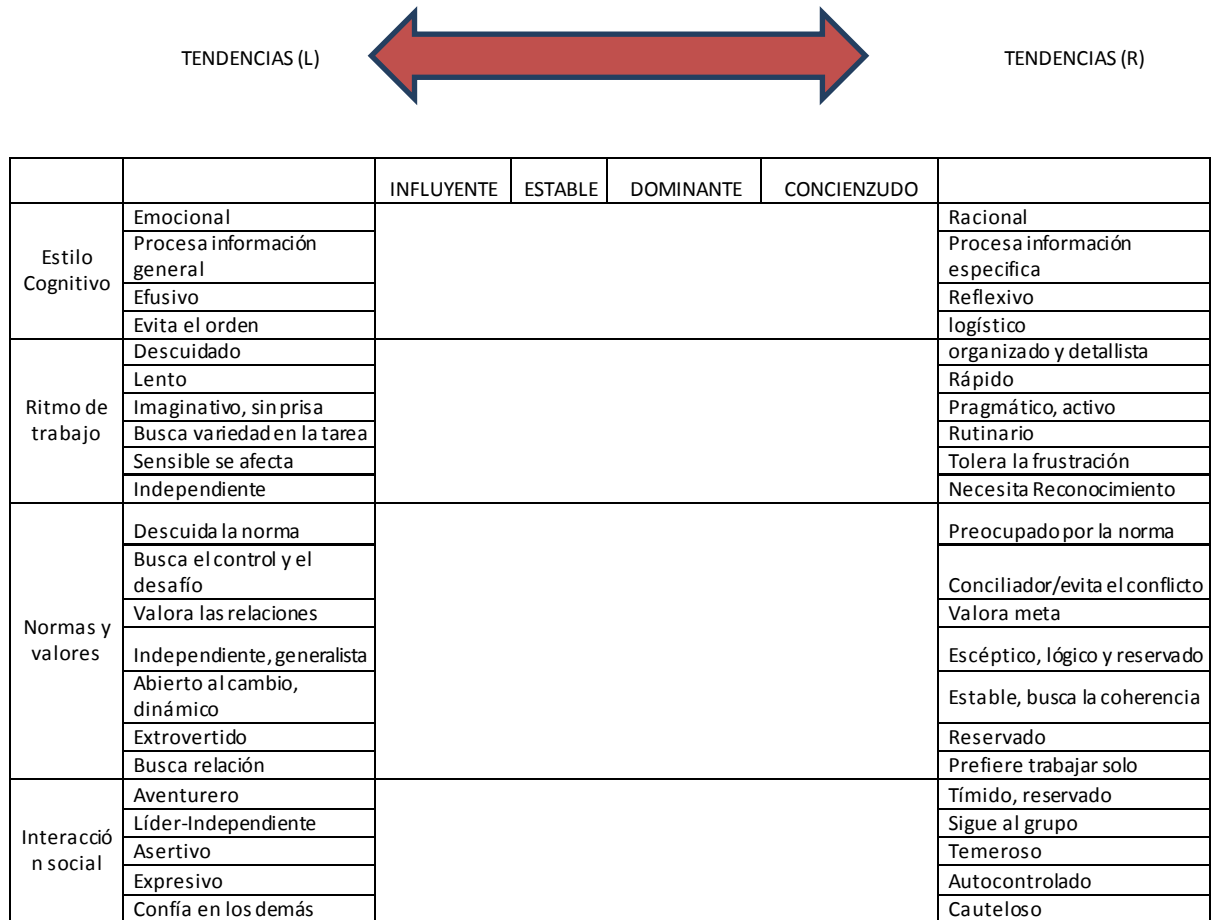 TENDENCIAS (L) TENDENCIAS (R)
INFLUYENTE ESTABLE DOMINANTE CONCIENZUDO
Estilo
Cognitivo
Emocional Racional
Procesa información
general
Procesa información
especifica
Efusivo Reflexivo
Evita el orden logístico
Ritmo de
trabajo
Descuidado organizado y detallista
Lento Rápido
Imaginativo, sin prisa Pragmático, activo
Busca variedad en la tarea Rutinario
Sensible se afecta Tolera la frustración
Independiente Necesita Reconocimiento
Normas y
valores
Descuida la norma Preocupado por la norma
Busca el control y el
desafío
Conciliador/evita el conflicto
Valora las relaciones Valora meta
Independiente, generalista Escéptico, lógico y reservado
Abierto al cambio,
dinámico
Estable, busca la coherencia
Extrovertido Reservado
Busca relación Prefiere trabajar solo
Interacció
n social
Aventurero Tímido, reservado
Líder-Independiente Sigue al grupo
Asertivo Temeroso
Expresivo Autocontrolado
Confía en los demás Cauteloso